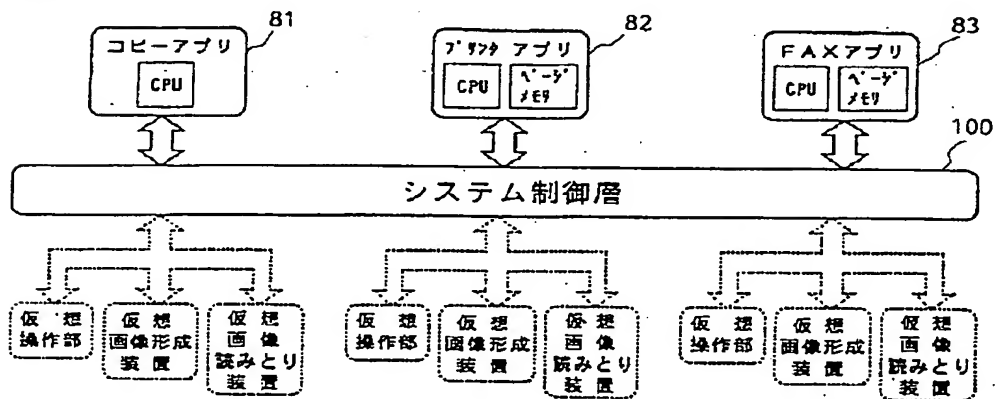 81
コピーアプリ
CPU
82
プリンタ アプリ
CPU
ページ
メモリ
83
FAXアプリ
CPU
ページ
メモリ
100
システム制御層
仮想
操作部
仮想
画像形成
装置
仮想
画像
読みとり
装置
仮想
操作部
仮想
画像形成
装置
仮想
画像
読みとり
装置
仮想
操作部
仮想
画像形成
装置
仮想
画像
読みとり
装置